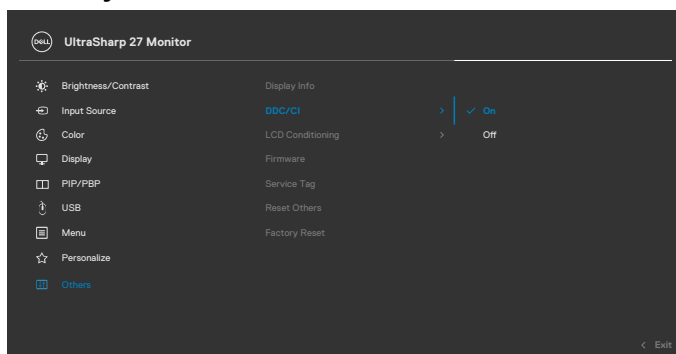 DELL UltraSharp 27 Monitor
Brightness/Contrast Display Info
Input Source DDC/CI > ✓ On
Color LCD Conditioning > Off
Display Firmware
PIP/PBP Service Tag
USB Reset Others
Menu Factory Reset
Personalize
Others
< Exit